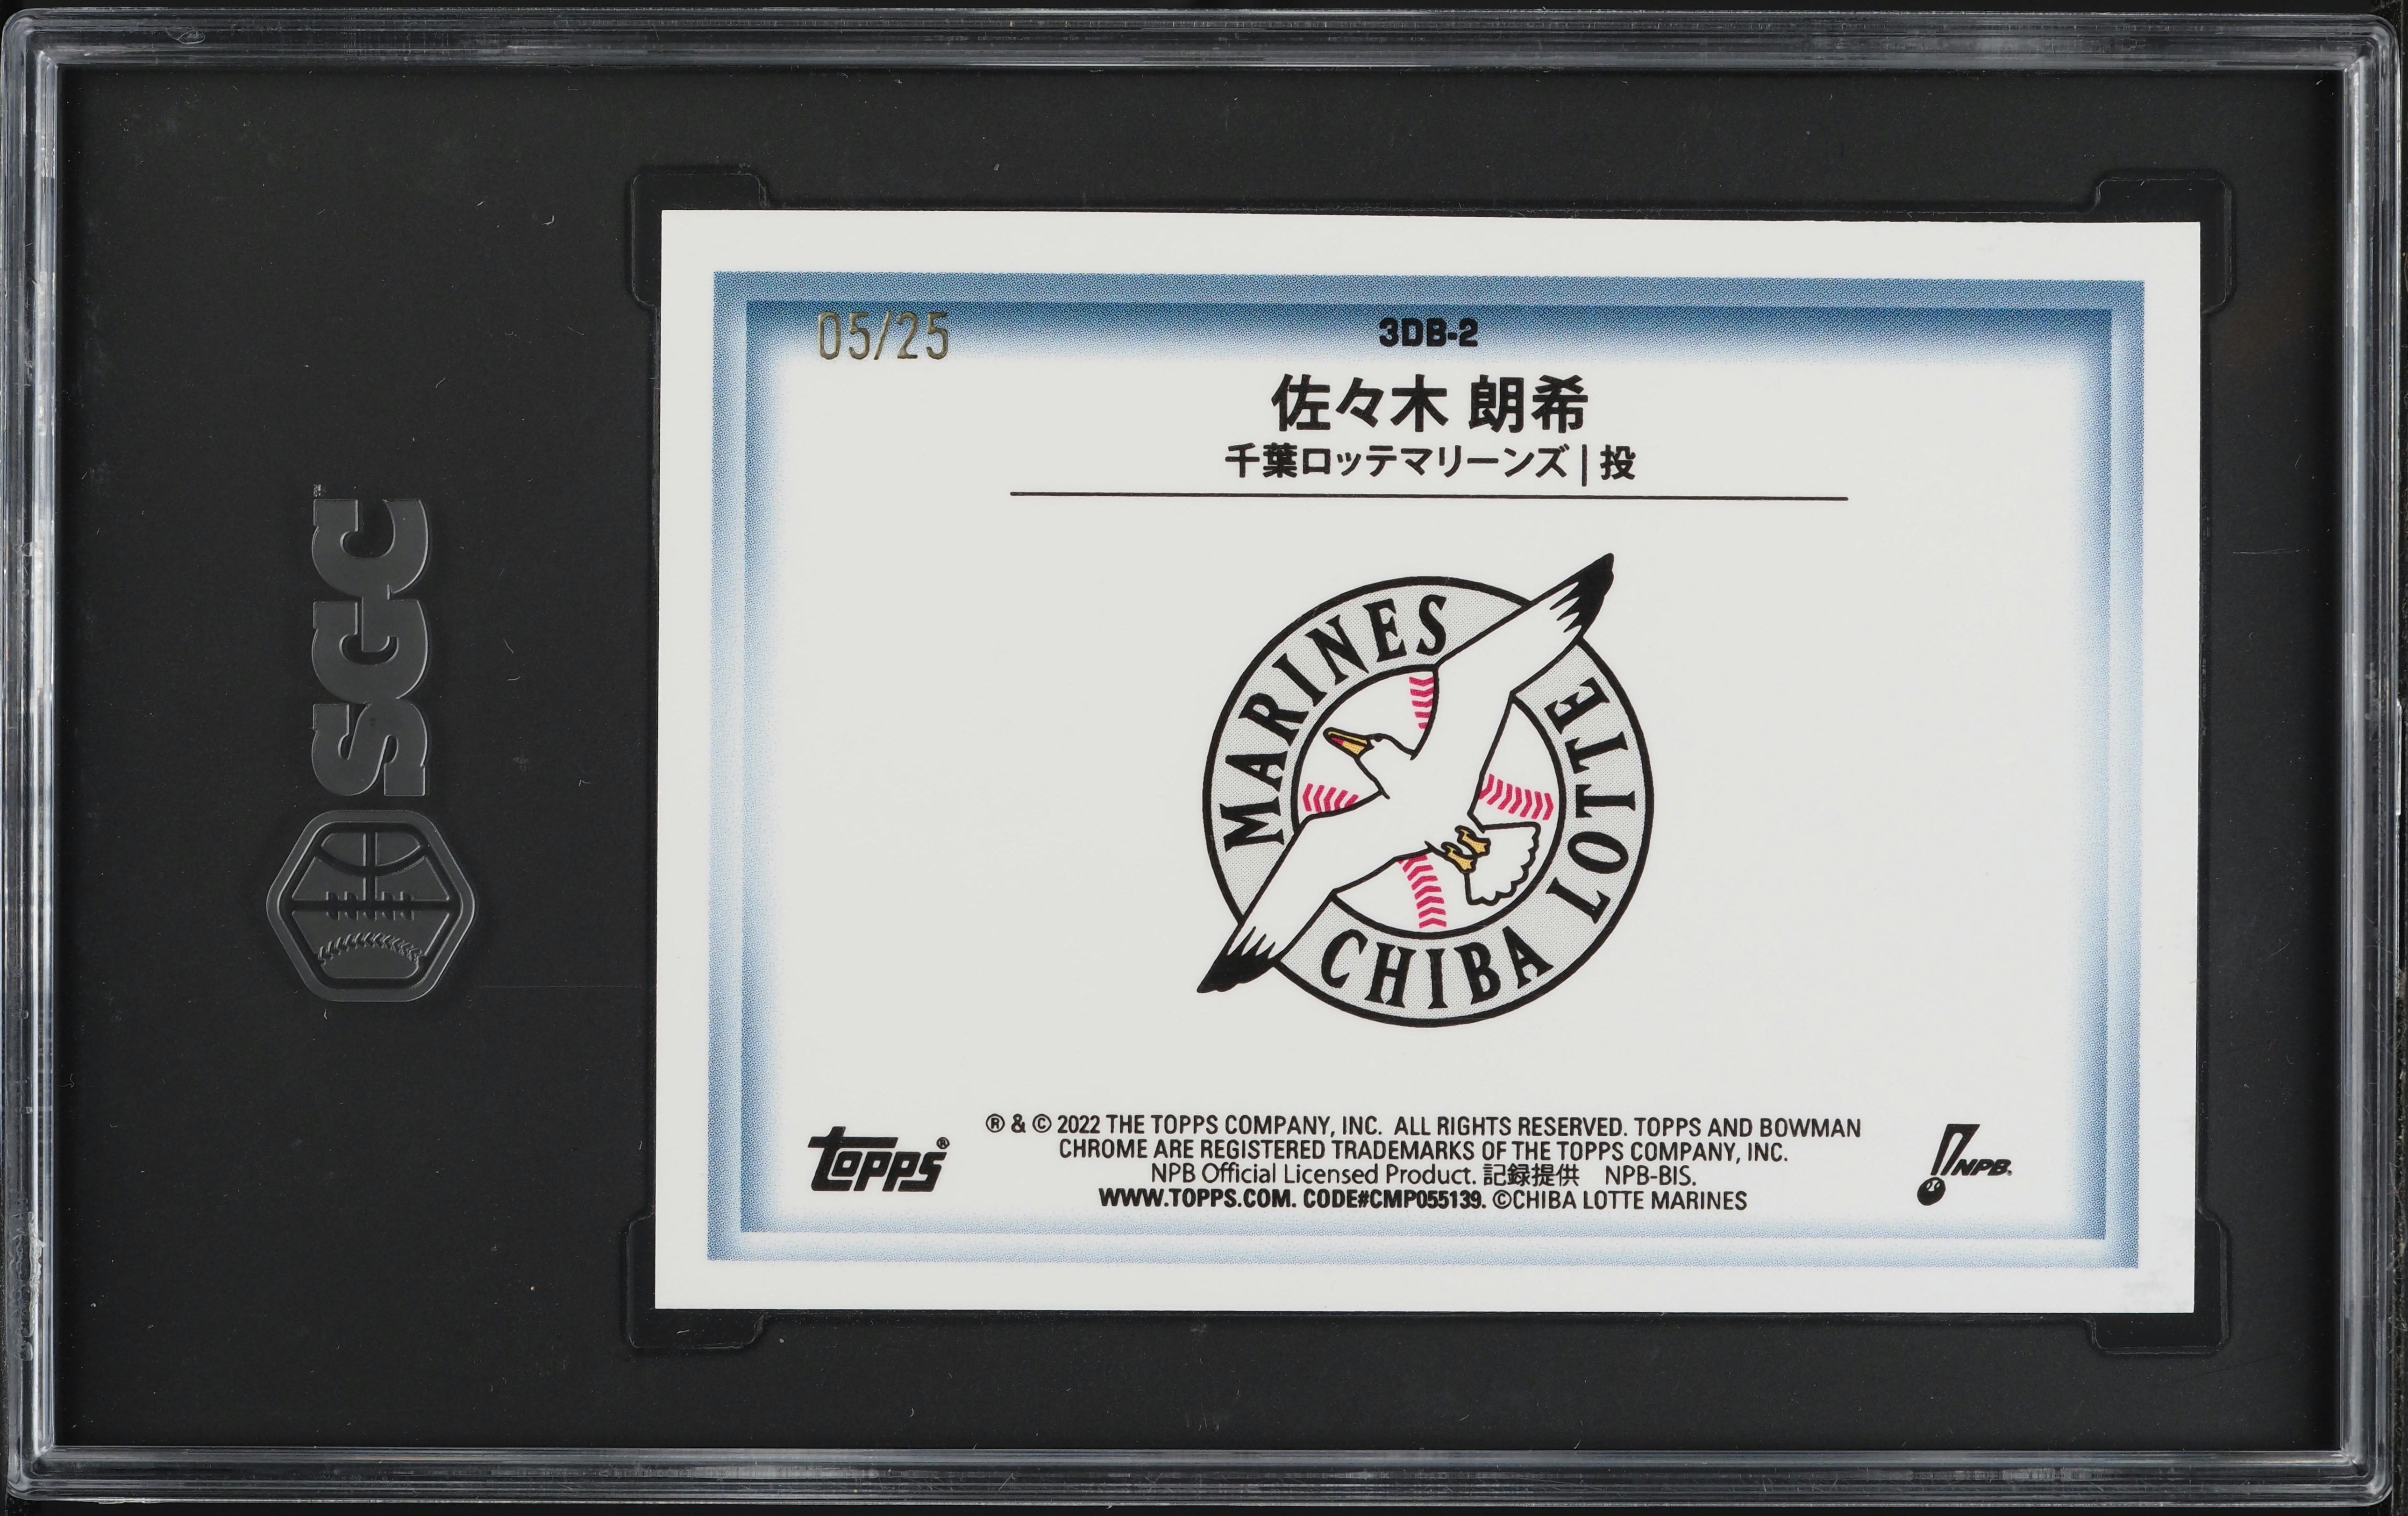 SGC
05/25
3DB-2
佐々木 朗希
千葉ロッテマリーンズ|投
MARINES
CHIBA LOTTE
® & © 2022 THE TOPPS COMPANY, INC. ALL RIGHTS RESERVED. TOPPS AND BOWMAN
CHROME ARE REGISTERED TRADEMARKS OF THE TOPPS COMPANY, INC.
NPB Official Licensed Product. 記録提供 NPB-BIS.
WWW.TOPPS.COM. CODE#CMP055139. ©CHIBA LOTTE MARINES
TOPPS®
NPB